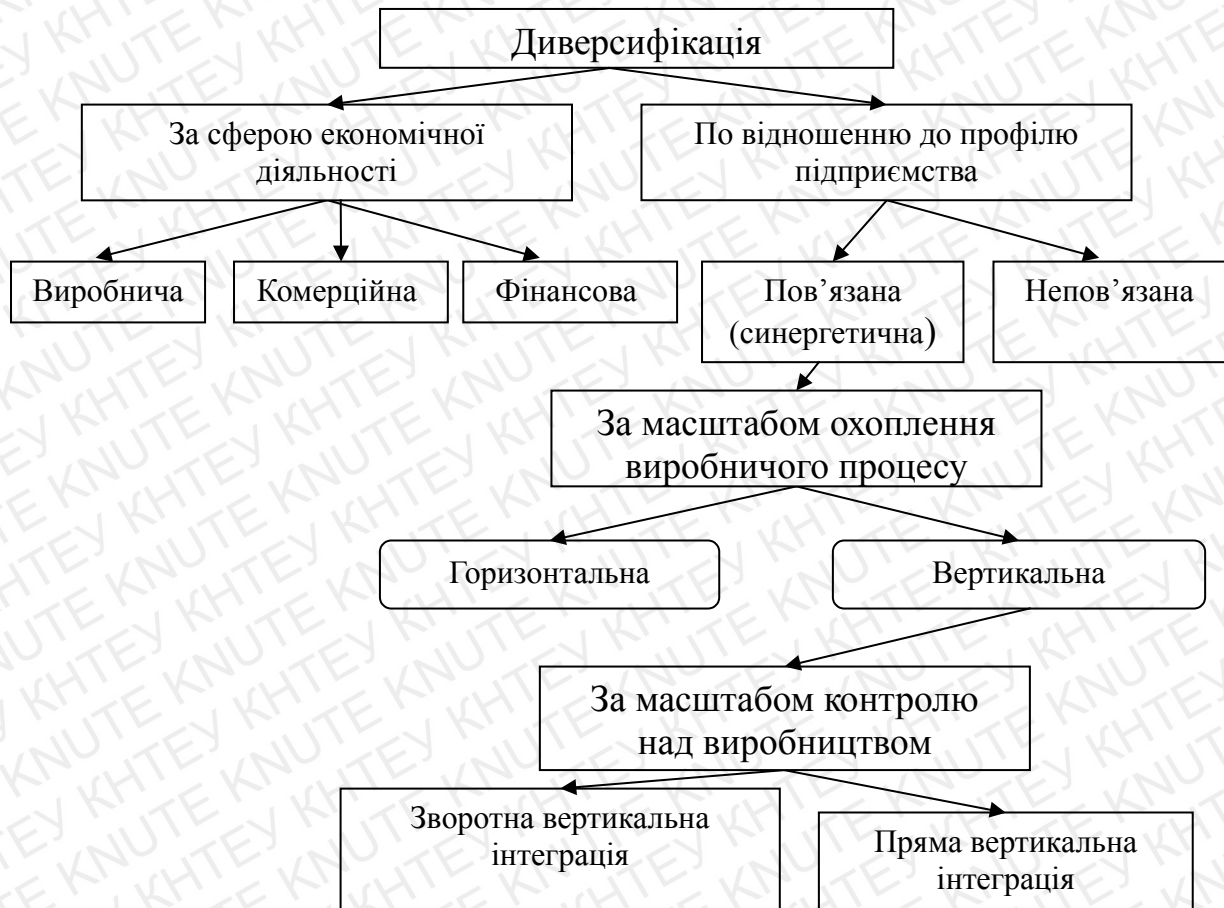 Диверсифікація
За сферою економічної
діяльності
По відношенню до профілю
підприємства
Виробнича
Комерційна
Фінансова
Пов’язана
(синергетична)
Непов’язана
За масштабом охоплення
виробничого процесу
Горизонтальна
Вертикальна
За масштабом контролю
над виробництвом
Зворотна вертикальна
інтеграція
Пряма вертикальна
інтеграція